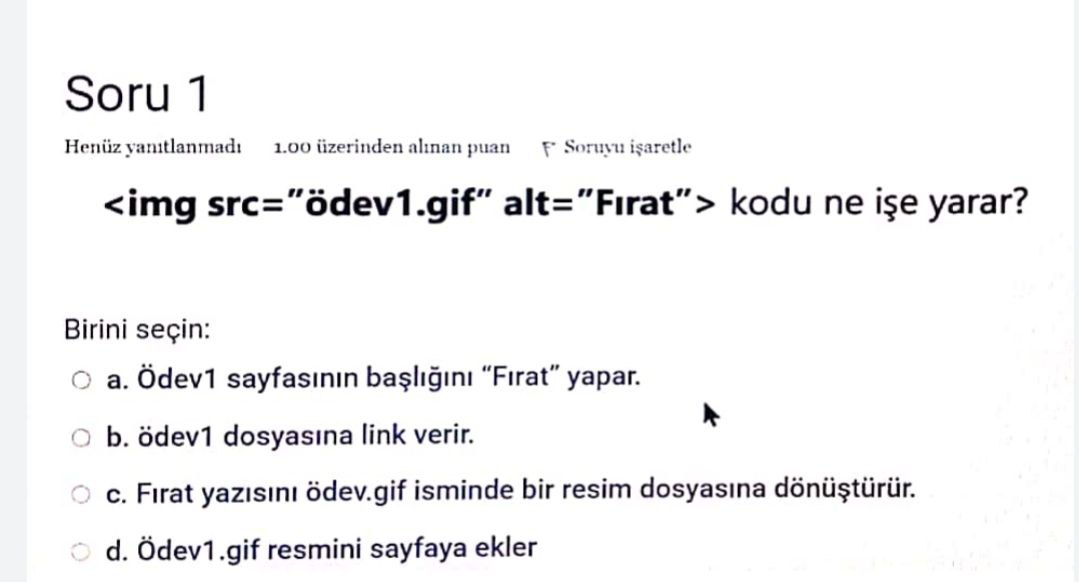 Soru 1
Henüz yanıtlanmadı 1.00 üzerinden alınan puan Soruyu işaretle
<img src="ödev1.gif" alt="Fırat"> kodu ne işe yarar?
Birini seçin:
a. Ödev1 sayfasının başlığını “Fırat” yapar.
b. ödev1 dosyasına link verir.
c. Fırat yazısını ödev.gif isminde bir resim dosyasına dönüştürür.
d. Ödev1.gif resmini sayfaya ekler